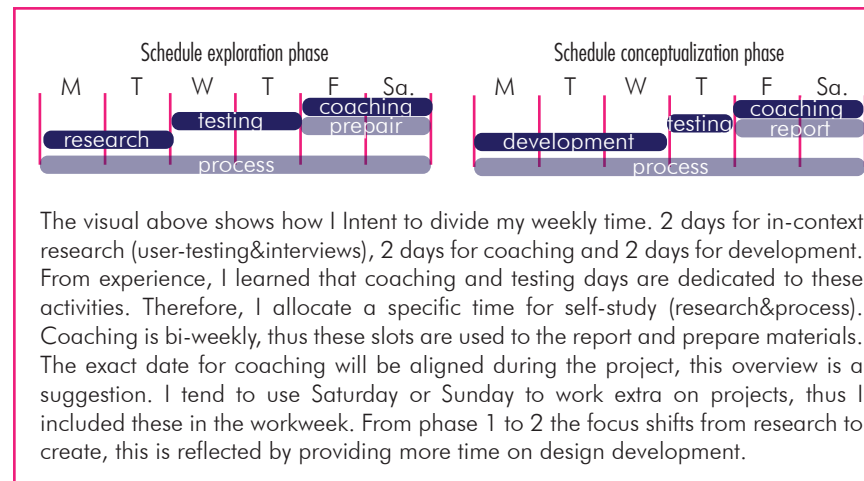 Schedule exploration phase
M T W T F Sa.
coaching
testing
prepair
research
process
Schedule conceptualization phase
M T W T F Sa.
coaching
testing
report
development
process
The visual above shows how I Intent to divide my weekly time. 2 days for in-context
research (user-testing&interviews), 2 days for coaching and 2 days for development.
From experience, I learned that coaching and testing days are dedicated to these
activities. Therefore, I allocate a specific time for self-study (research&process).
Coaching is bi-weekly, thus these slots are used to the report and prepare materials.
The exact date for coaching will be aligned during the project, this overview is a
suggestion. I tend to use Saturday or Sunday to work extra on projects, thus I
included these in the workweek. From phase 1 to 2 the focus shifts from research to
create, this is reflected by providing more time on design development.